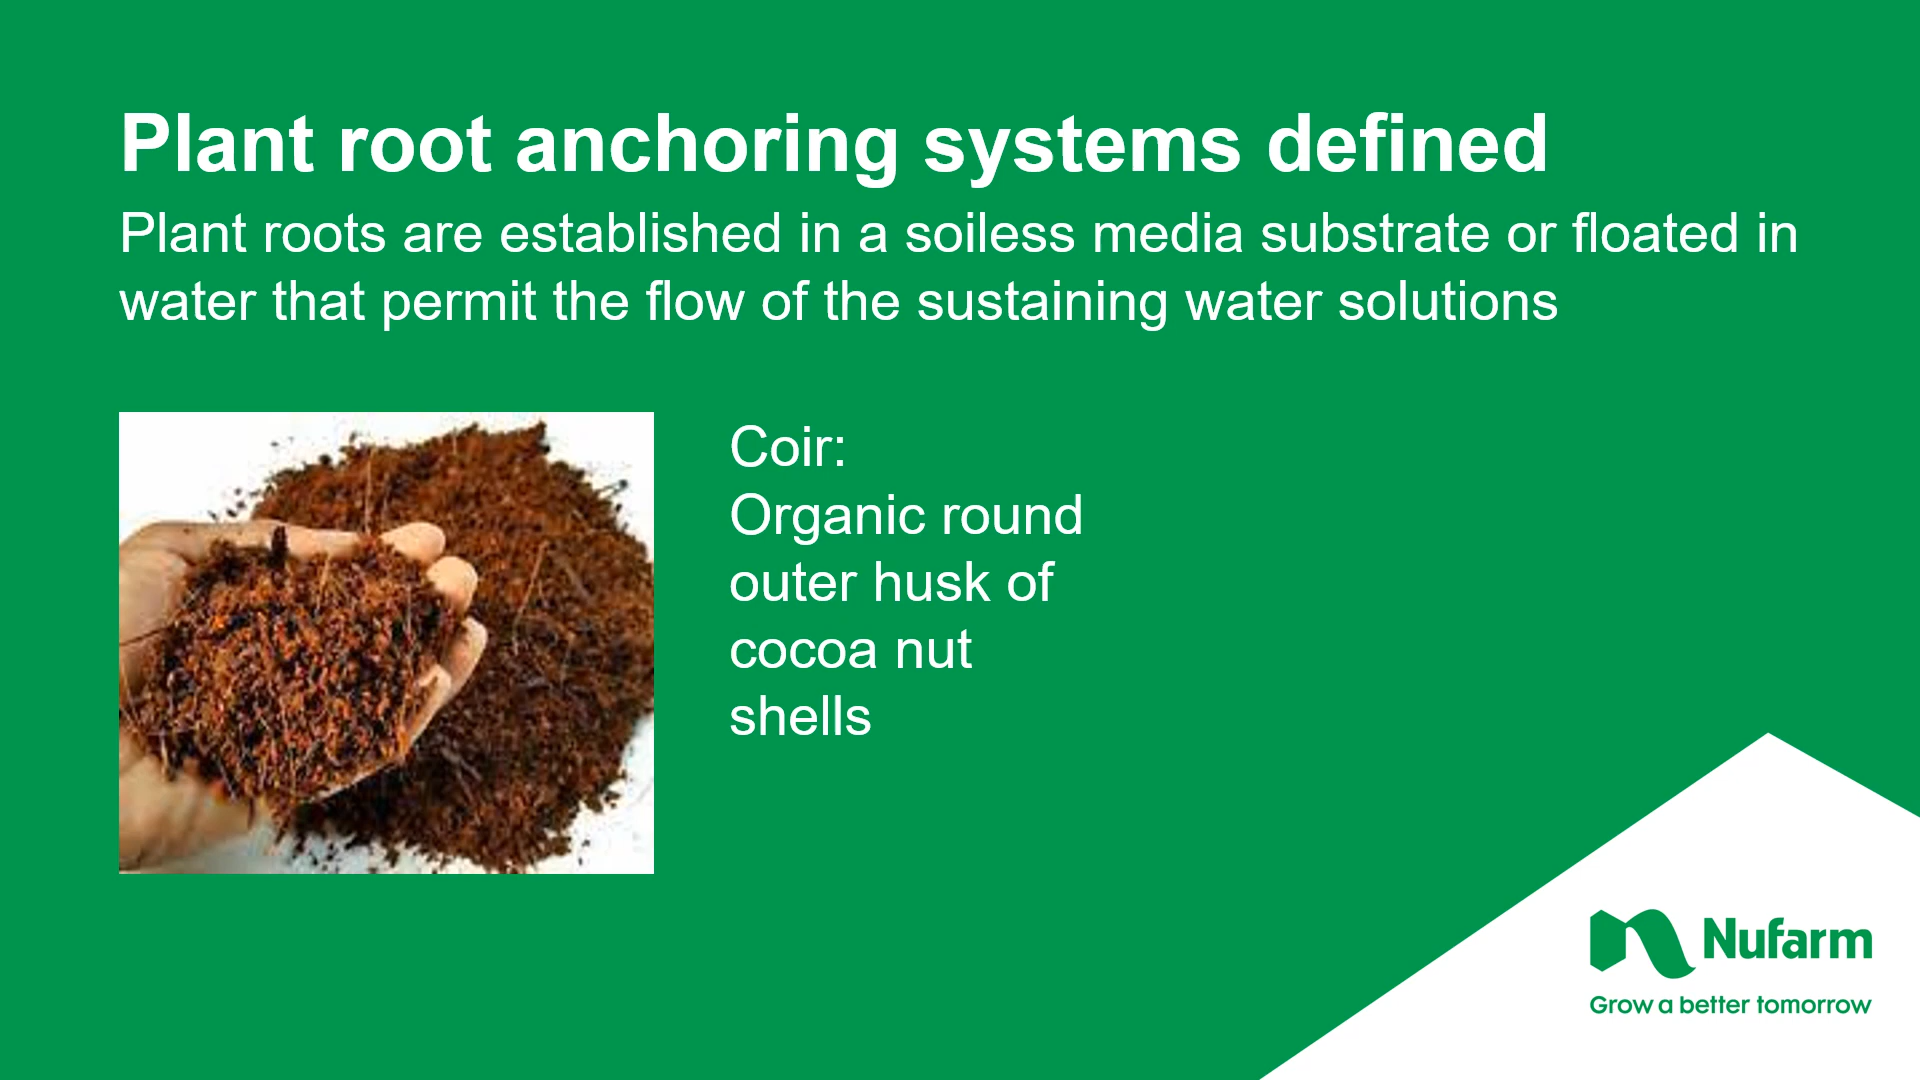 Plant root anchoring systems defined
Plant roots are established in a soiless media substrate or floated in
water that permit the flow of the sustaining water solutions
Coir:
Organic round
outer husk of
cocoa nut
shells
Nufarm
Grow a better tomorrow